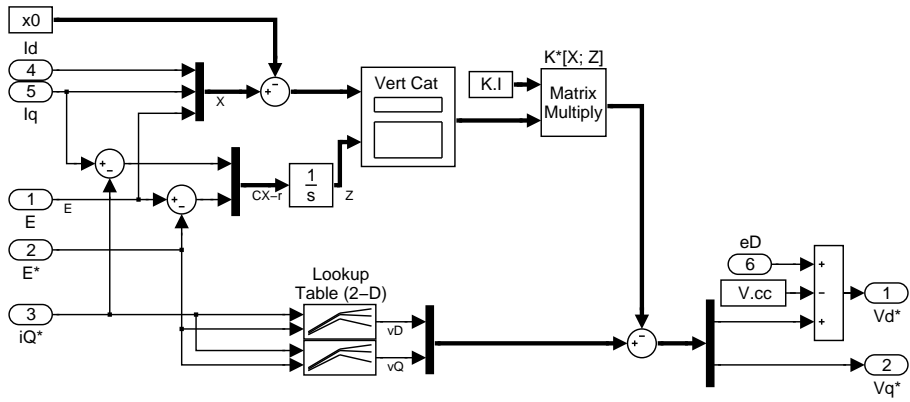 x0
Id
4
5
Iq
X
+
−
Vert Cat
K.I
K*[X; Z]
Matrix
Multiply
+
−
1
E
E
+
−
CX−r
1
s
Z
2
E*
3
iQ*
Lookup
Table (2−D)
vD
vQ
+
−
eD
6
V.cc
+
−
+
1
Vd*
2
Vq*